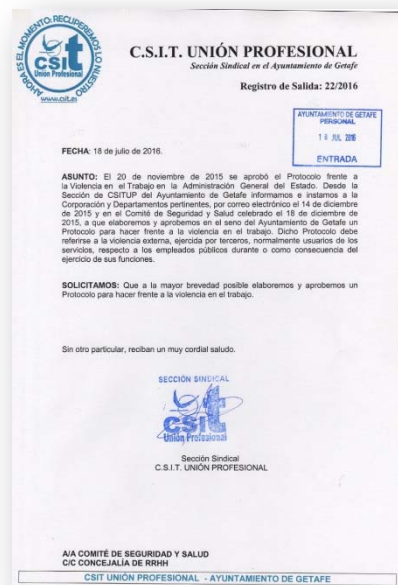 AHORA ES EL MOMENTO: RECUPEREMOS LO NUESTRO
csit
Unión Profesional
www.csit.es
C.S.I.T. UNIÓN PROFESIONAL
Sección Sindical en el Ayuntamiento de Getafe
Registro de Salida: 22/2016
AYUNTAMIENTO DE GETAFE
PERSONAL
18 JUL 2016
ENTRADA
FECHA: 18 de julio de 2016.
ASUNTO: El 20 de noviembre de 2015 se aprobó el Protocolo frente a
la Violencia en el Trabajo en la Administración General del Estado. Desde la
Sección de CSITUP del Ayuntamiento de Getafe informamos e instamos a la
Corporación y Departamentos pertinentes, por correo electrónico el 14 de diciembre
de 2015 y en el Comité de Seguridad y Salud celebrado el 18 de diciembre de
2015, a que elaboremos y aprobemos en el seno del Ayuntamiento de Getafe un
Protocolo para hacer frente a la violencia en el trabajo. Dicho Protocolo debe
referirse a la violencia externa, ejercida por terceros, normalmente usuarios de los
servicios, respecto a los empleados públicos durante o como consecuencia del
ejercicio de sus funciones.
SOLICITAMOS: Que a la mayor brevedad posible elaboremos y aprobemos un
Protocolo para hacer frente a la violencia en el trabajo.
Sin otro particular, reciban un muy cordial saludo.
SECCIÓN SINDICAL
csit
Unión Profesional
Sección Sindical
C.S.I.T. UNIÓN PROFESIONAL
A/A COMITÉ DE SEGURIDAD Y SALUD
C/C CONCEJALÍA DE RRHH
CSIT UNIÓN PROFESIONAL - AYUNTAMIENTO DE GETAFE